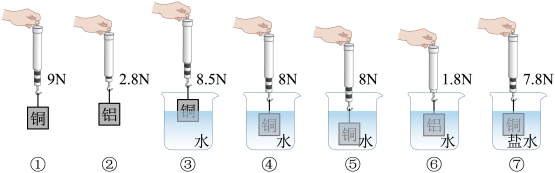 9N 2.8N 8.5N 8N 8N 1.8N 7.8N
铜 铝 铜 铜 铜 铝 铜
水 水 水 水 盐水
① ② ③ ④ ⑤ ⑥ ⑦